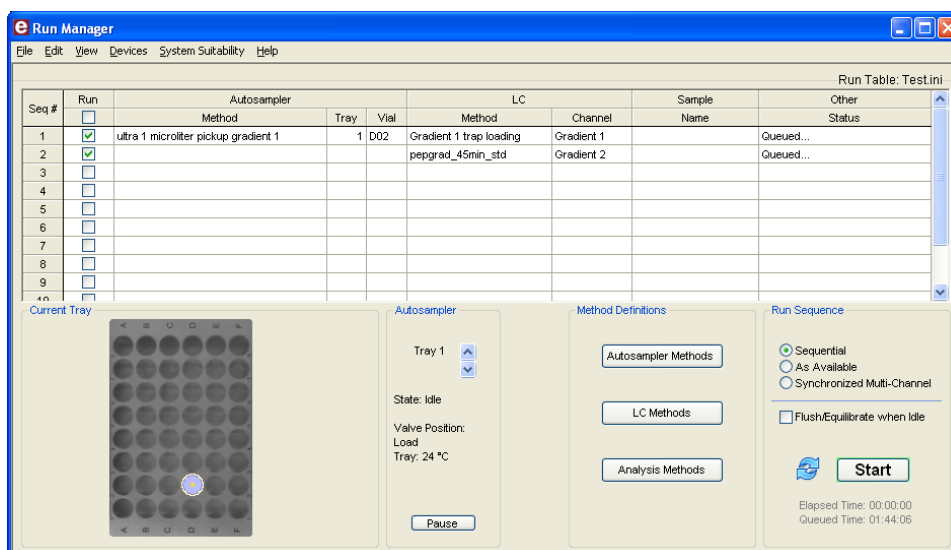 e Run Manager
File Edit View Devices System Suitability Help
Run Table: Test.ini
Seq # Run Autosampler LC Sample Other
Method Tray Vial Method Channel Name Status
1 ultra 1 microliter pickup gradient 1 1 D02 Gradient 1 trap loading Gradient 1 Queued...
2 pepgrad_45min_std Gradient 2 Queued...
3
4
5
6
7
8
9
10
Current Tray Autosampler Method Definitions Run Sequence
A B C D E F
Tray 1
Autosampler Methods
Sequential
As Available
Synchronized Multi-Channel
State: Idle
LC Methods
Flush/Equilibrate when Idle
Valve Position:
Load
Tray: 24 °C
Analysis Methods
Start
Elapsed Time: 00:00:00
Queued Time: 01:44:06
Pause
A B C D E F